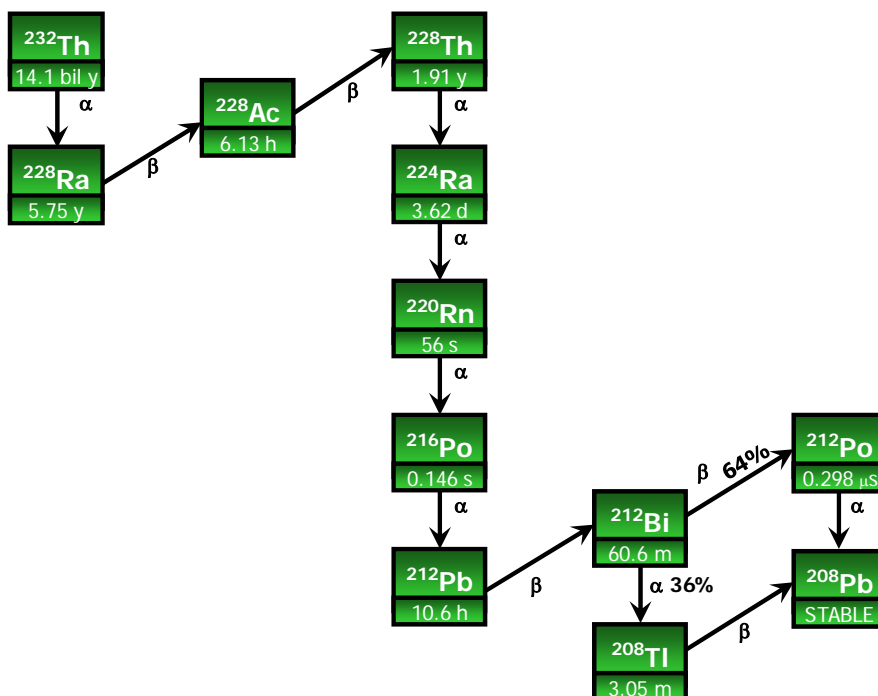 ²³²Th
14.1 bil y
α
²²⁸Ra
5.75 y
β
²²⁸Ac
6.13 h
β
²²⁸Th
1.91 y
α
²²⁴Ra
3.62 d
α
²²⁰Rn
56 s
α
²¹⁶Po
0.146 s
α
²¹²Pb
10.6 h
β
²¹²Bi
60.6 m
β 64%
²¹²Po
0.298 μs
α
α 36%
²⁰⁸Tl
3.05 m
β
²⁰⁸Pb
STABLE